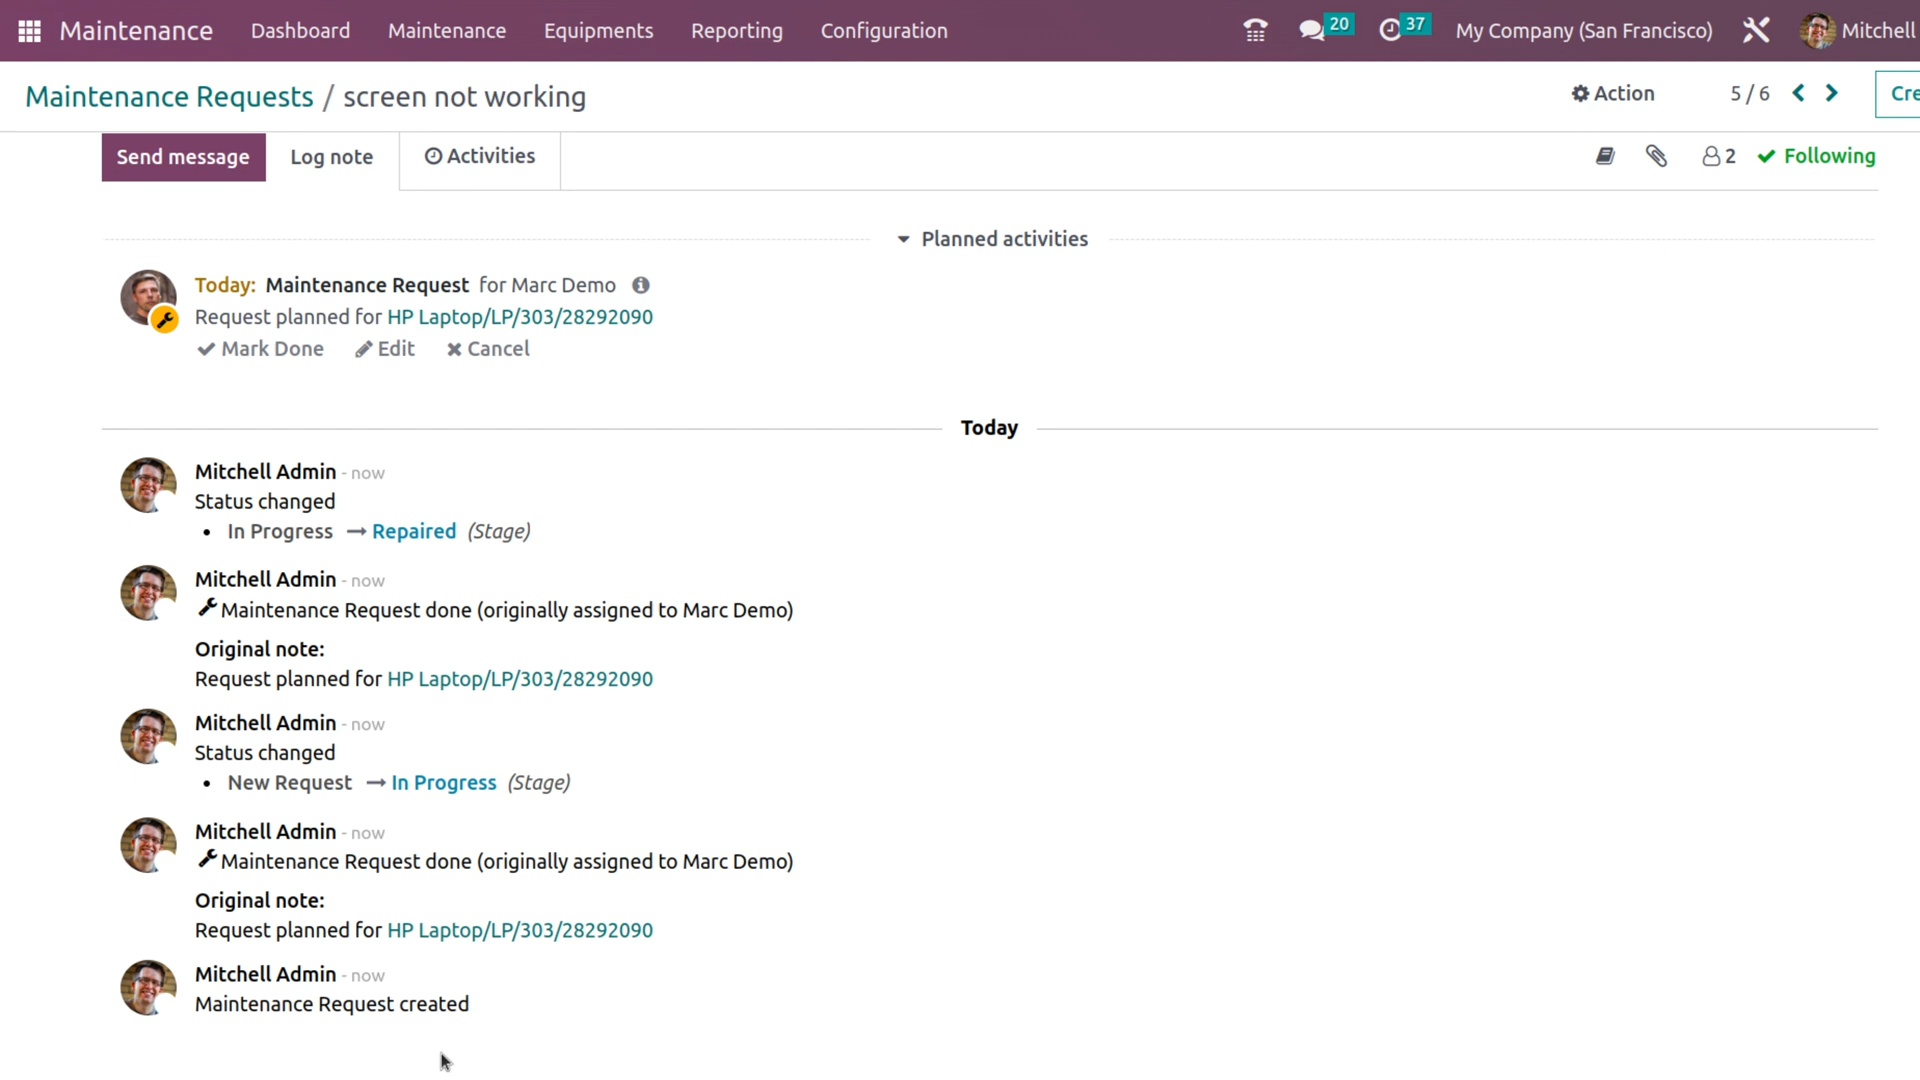 Maintenance Dashboard Maintenance Equipments Reporting Configuration 20 37 My Company (San Francisco) Mitchell
Maintenance Requests / screen not working Action 5 / 6 Cre
Send message Log note Activities 2 Following
Planned activities
Today: Maintenance Request for Marc Demo
Request planned for HP Laptop/LP/303/28292090
Mark Done Edit Cancel
Today
Mitchell Admin - now
Status changed
• In Progress → Repaired (Stage)
Mitchell Admin - now
Maintenance Request done (originally assigned to Marc Demo)
Original note:
Request planned for HP Laptop/LP/303/28292090
Mitchell Admin - now
Status changed
• New Request → In Progress (Stage)
Mitchell Admin - now
Maintenance Request done (originally assigned to Marc Demo)
Original note:
Request planned for HP Laptop/LP/303/28292090
Mitchell Admin - now
Maintenance Request created